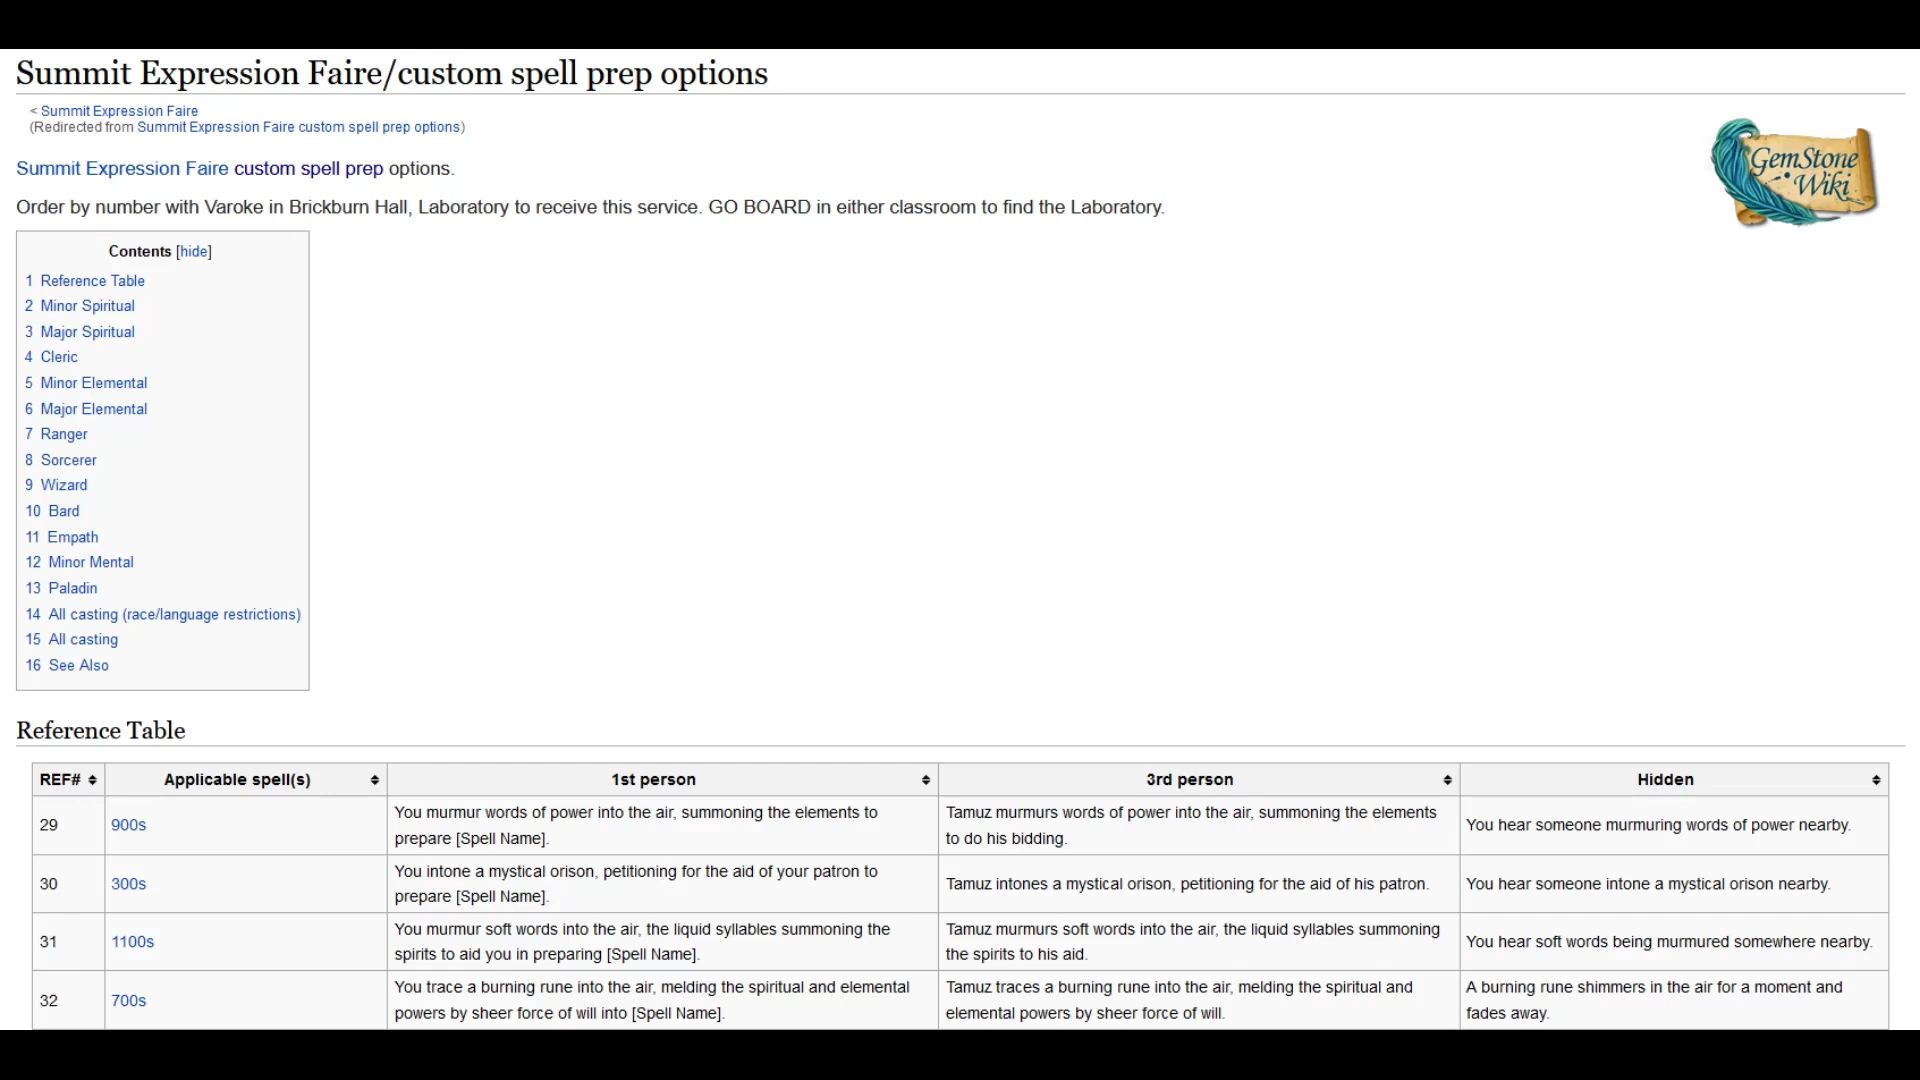 Summit Expression Faire/custom spell prep options
< Summit Expression Faire
(Redirected from Summit Expression Faire custom spell prep options)
GemStone
Wiki
Summit Expression Faire custom spell prep options.
Order by number with Varoke in Brickburn Hall, Laboratory to receive this service. GO BOARD in either classroom to find the Laboratory.
Contents [hide]
1 Reference Table
2 Minor Spiritual
3 Major Spiritual
4 Cleric
5 Minor Elemental
6 Major Elemental
7 Ranger
8 Sorcerer
9 Wizard
10 Bard
11 Empath
12 Minor Mental
13 Paladin
14 All casting (race/language restrictions)
15 All casting
16 See Also
Reference Table
REF# Applicable spell(s) 1st person 3rd person Hidden
29 900s
You murmur words of power into the air, summoning the elements to
prepare [Spell Name].
Tamuz murmurs words of power into the air, summoning the elements
to do his bidding.
You hear someone murmuring words of power nearby.
30 300s
You intone a mystical orison, petitioning for the aid of your patron to
prepare [Spell Name].
Tamuz intones a mystical orison, petitioning for the aid of his patron.
You hear someone intone a mystical orison nearby.
31 1100s
You murmur soft words into the air, the liquid syllables summoning the
spirits to aid you in preparing [Spell Name].
Tamuz murmurs soft words into the air, the liquid syllables summoning
the spirits to his aid.
You hear soft words being murmured somewhere nearby.
32 700s
You trace a burning rune into the air, melding the spiritual and elemental
powers by sheer force of will into [Spell Name].
Tamuz traces a burning rune into the air, melding the spiritual and
elemental powers by sheer force of will.
A burning rune shimmers in the air for a moment and
fades away.